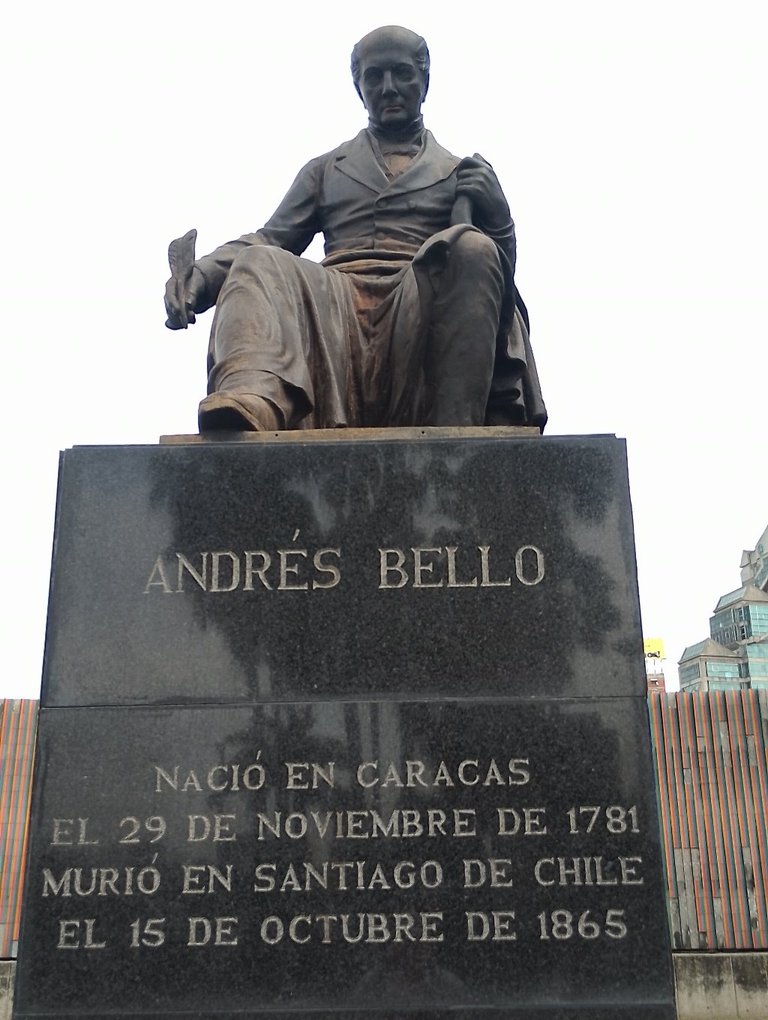 ANDRÉS BELLO
NACIÓ EN CARACAS
EL 29 DE NOVIEMBRE DE 1781
MURIÓ EN SANTIAGO DE CHILE
EL 15 DE OCTUBRE DE 1865